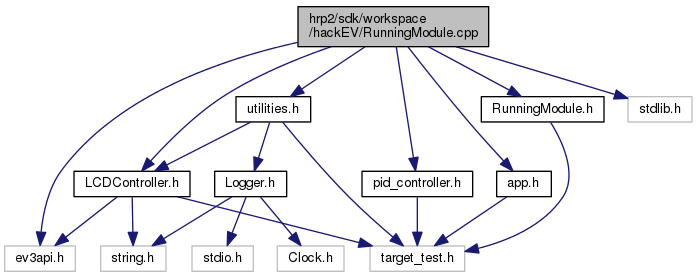 hrp2/sdk/workspace
/hackEV/RunningModule.cpp
utilities.h
RunningModule.h
stdlib.h
LCDController.h
Logger.h
pid_controller.h
app.h
ev3api.h
string.h
stdio.h
Clock.h
target_test.h